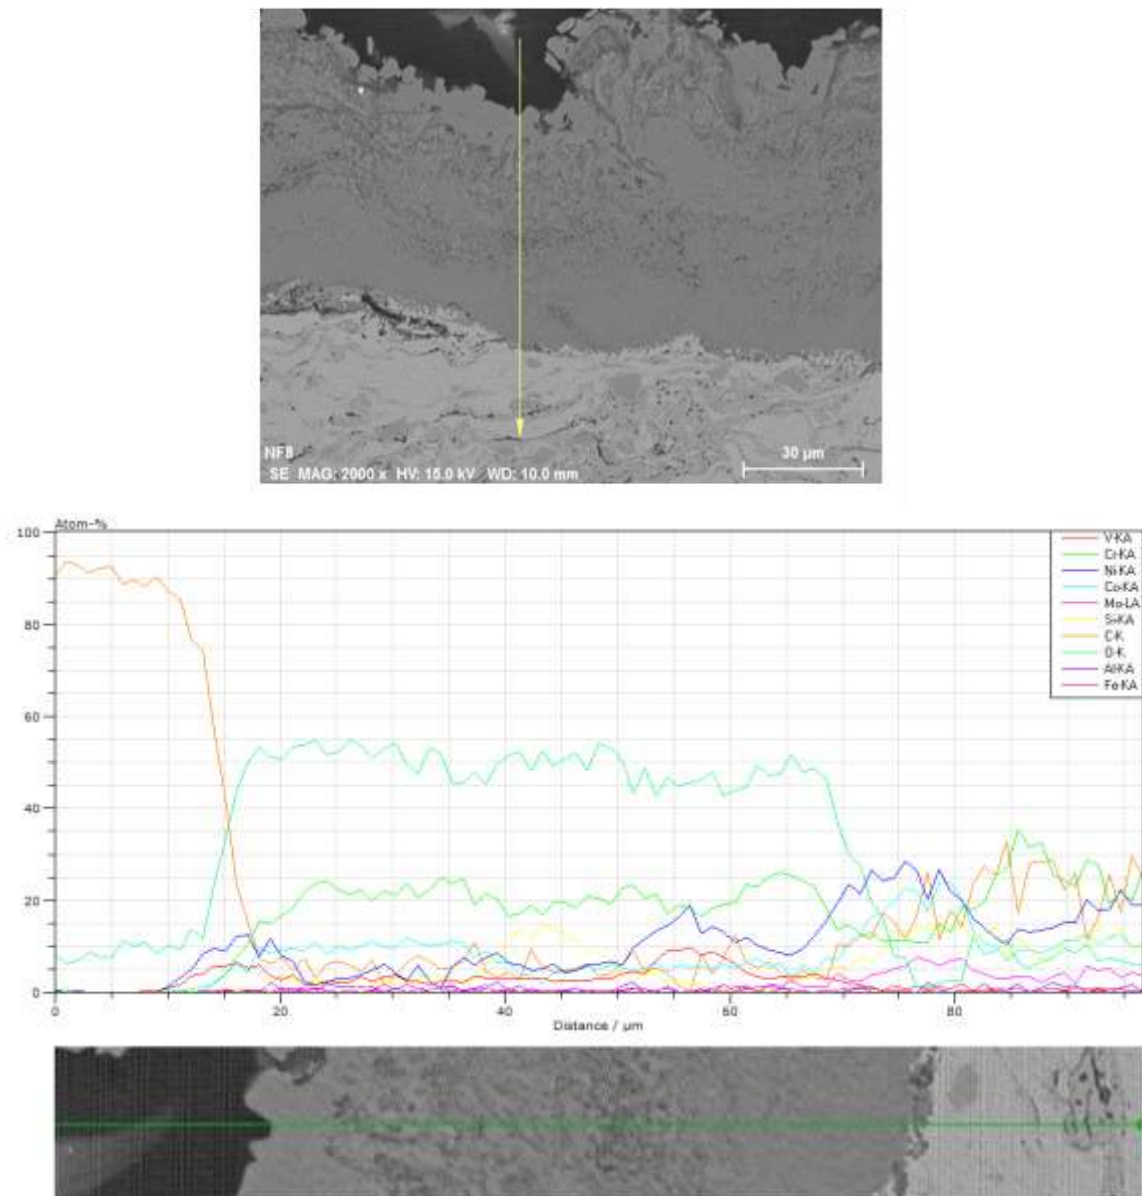 NF8
SE MAG: 2000 x HV: 15.0 kV WD: 10.0 mm
30 µm
Atom-%
100
80
60
40
20
0
0 20 40 60 80
Distance / µm
V-KA
Cr-KA
Ni-KA
Co-KA
Mo-LA
Si-KA
C-K
O-K
Al-KA
Fe-KA